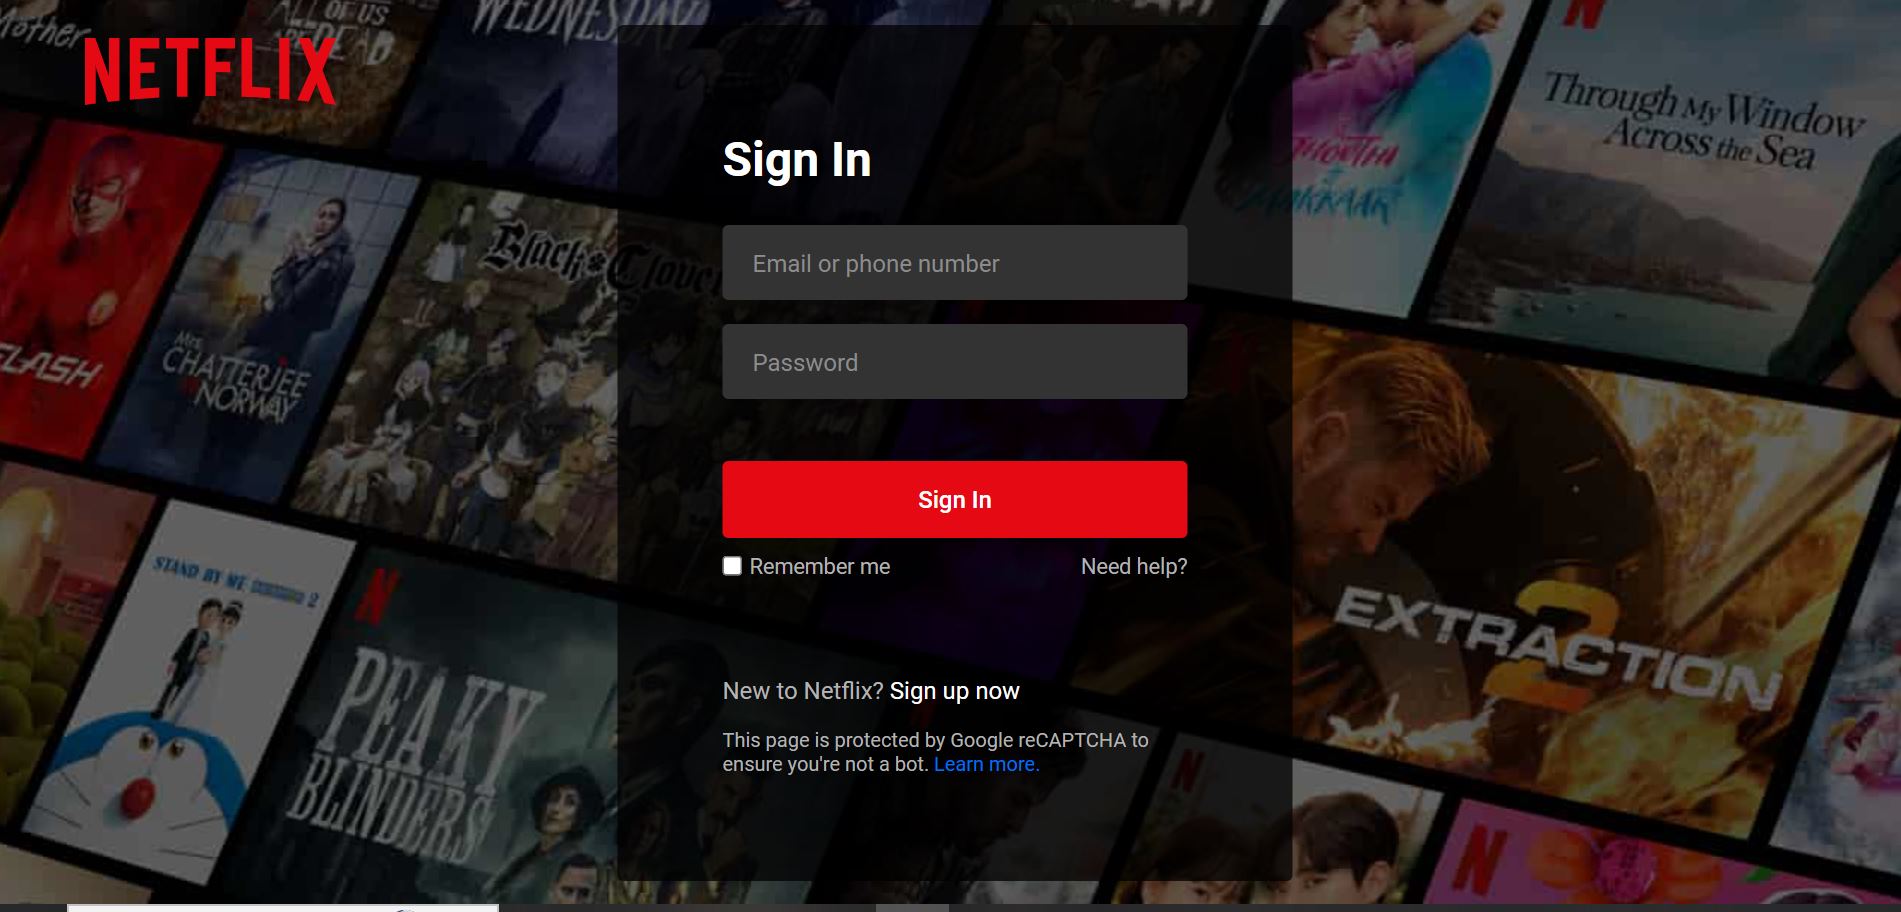 Mother
ALL OF US
ARE DEAD
WEDNESDAY
NETFLIX
Through My Window
Across the Sea
Sign In
JHOOTHI
MAKKAAR
Black Clover
Email or phone number
FLASH
Mrs
CHATTERJEE
NORWAY
Password
Sign In
Remember me
Need help?
STAND BY ME
2
N
PEAKY
BLINDERS
EXTRACTION
2
New to Netflix? Sign up now
This page is protected by Google reCAPTCHA to
ensure you're not a bot. Learn more.
N
N
N